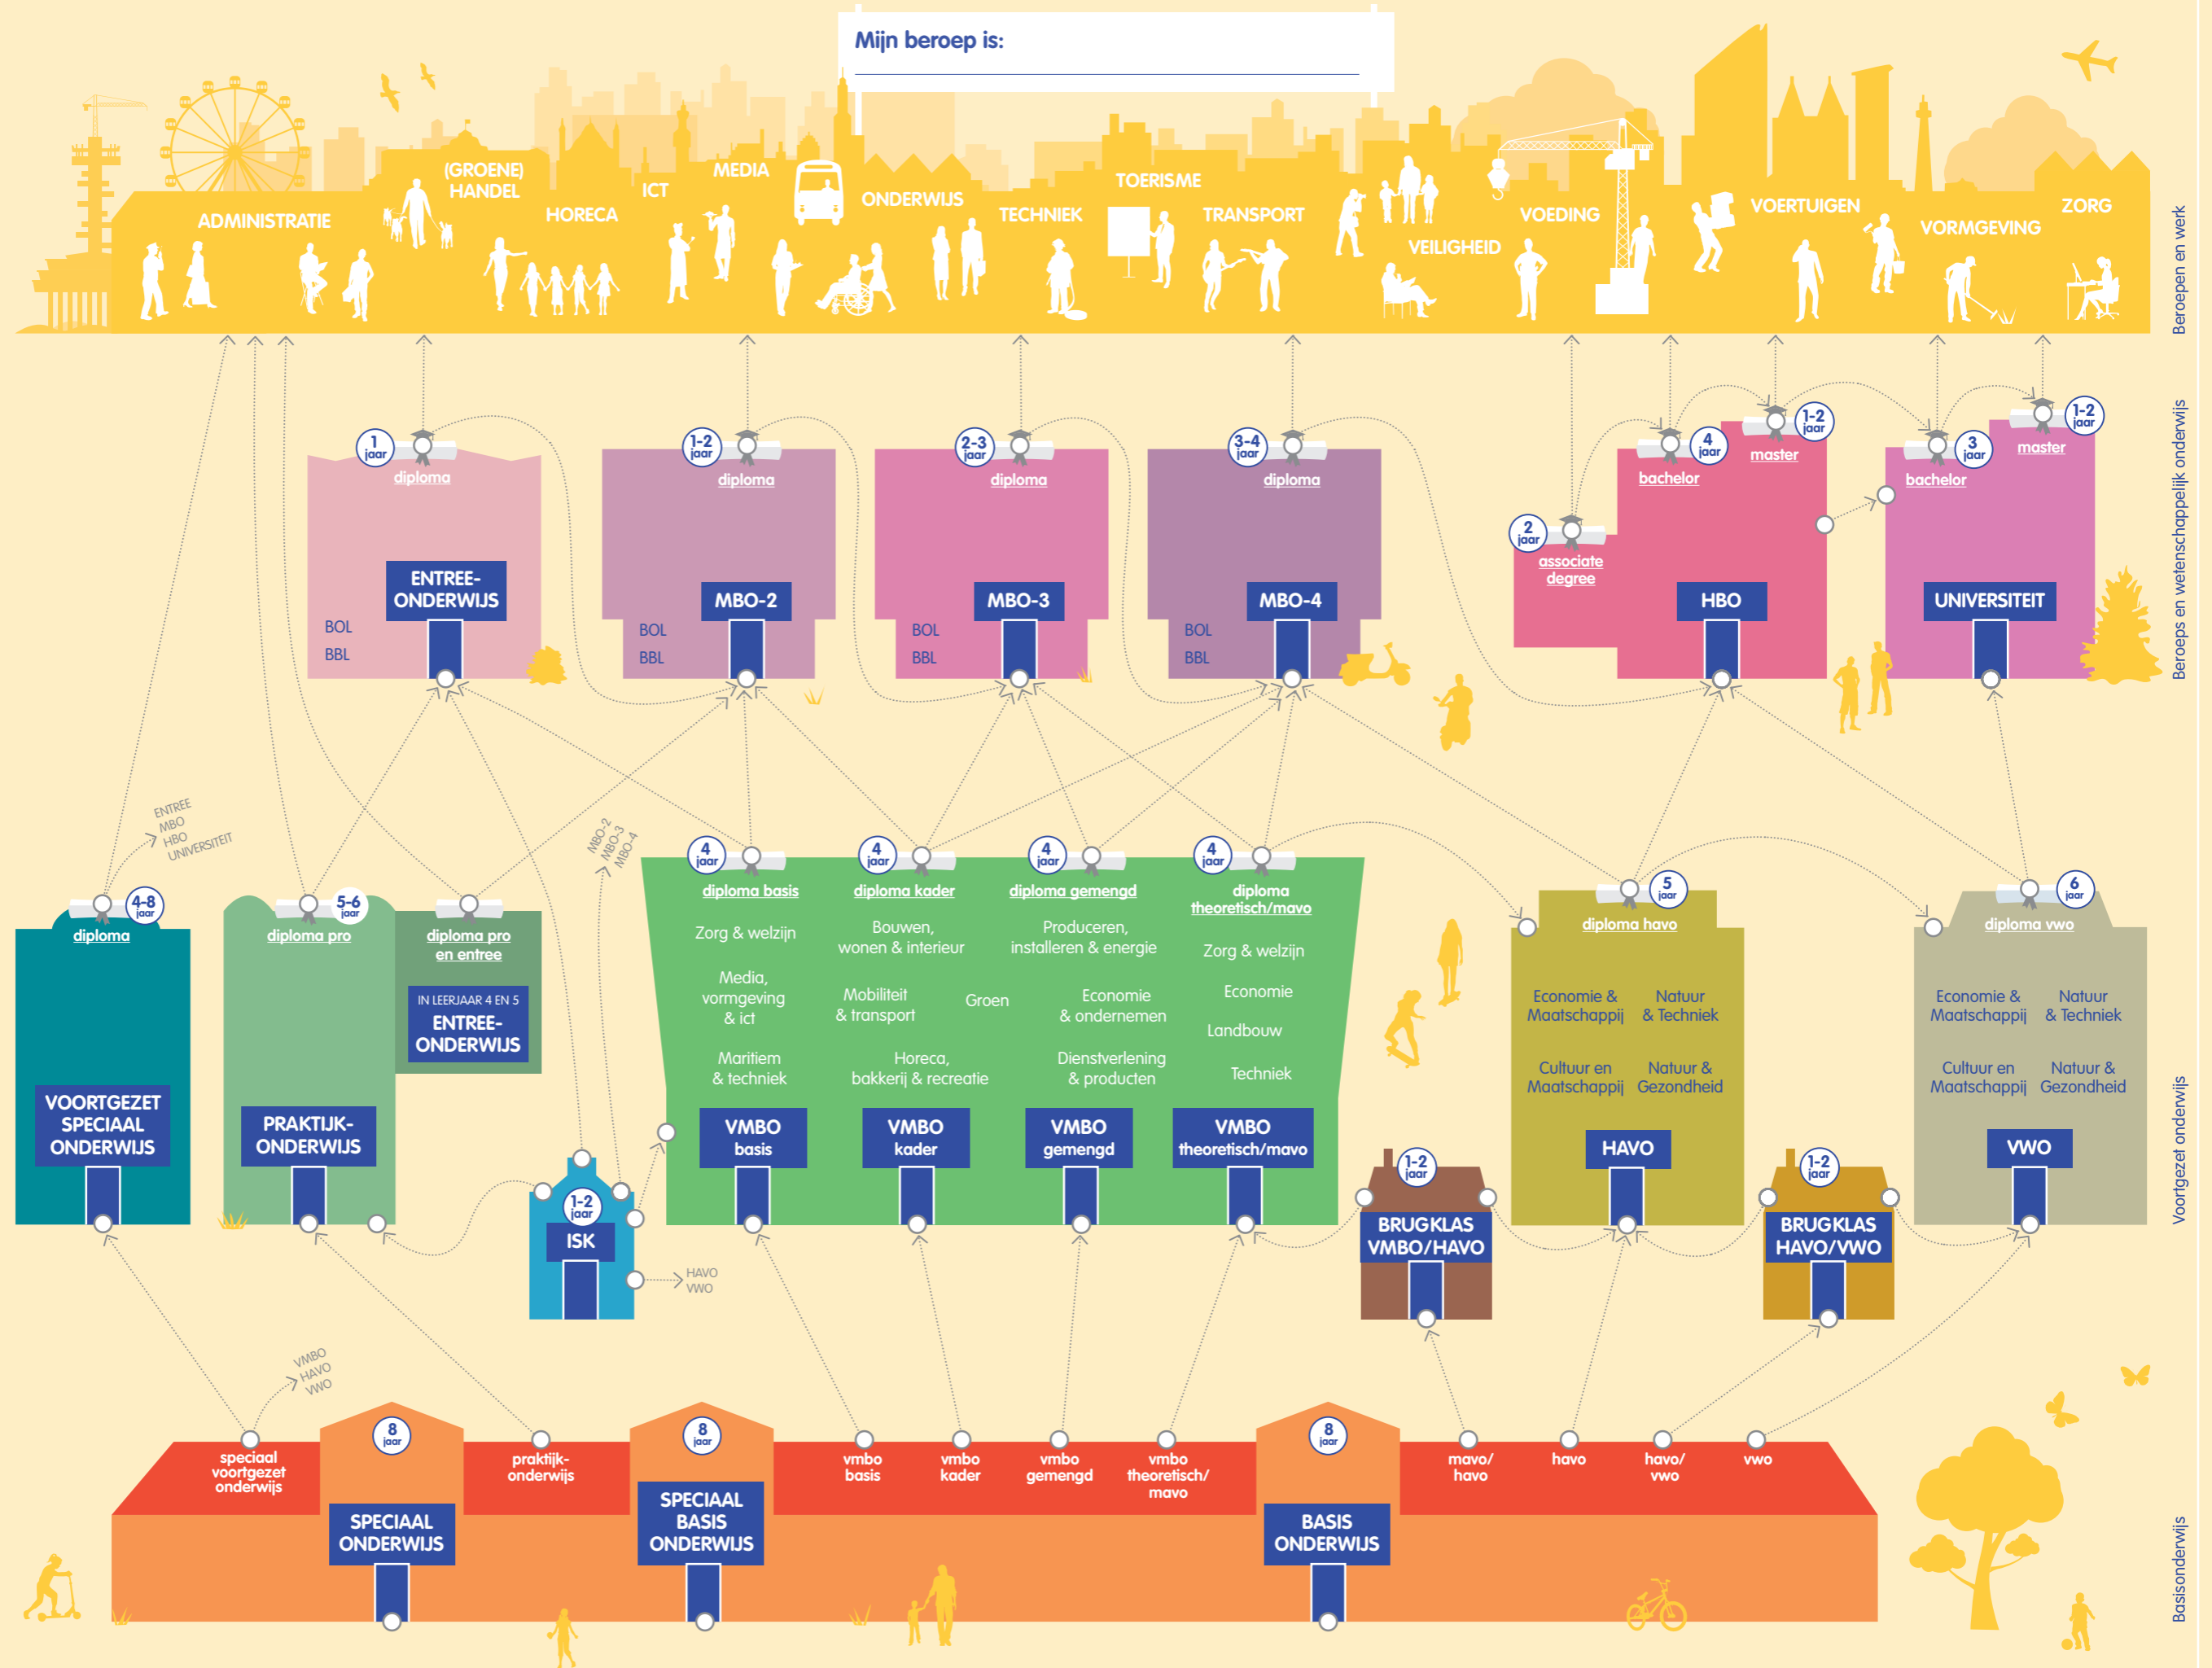 Mijn beroep is:
(GROENE)
HANDEL
MEDIA
ICT
ADMINISTRATIE
HORECA
ONDERWIJS
TECHNIEK
TOERISME
TRANSPORT
VEILIGHEID
VOEDING
VOERTUIGEN
VORMGEVING
ZORG
Beroepen en werk
1
jaar
diploma
ENTREE-
ONDERWIJS
BOL
BBL
1-2
jaar
diploma
MBO-2
BOL
BBL
2-3
jaar
diploma
MBO-3
BOL
BBL
3-4
jaar
diploma
MBO-4
BOL
BBL
2
jaar
associate
degree
4
jaar
bachelor
1-2
jaar
master
HBO
3
jaar
bachelor
1-2
jaar
master
UNIVERSITEIT
Beroeps en wetenschappelijk onderwijs
ENTREE
MBO
HBO
UNIVERSITEIT
4-8
jaar
diploma
VOORTGEZET
SPECIAAL
ONDERWIJS
5-6
jaar
diploma pro
PRAKTIJK-
ONDERWIJS
diploma pro
en entree
IN LEERJAAR 4 EN 5
ENTREE-
ONDERWIJS
MBO-2
MBO-3
MBO-4
1-2
jaar
ISK
HAVO
VWO
4
jaar
diploma basis
4
jaar
diploma kader
4
jaar
diploma gemengd
4
jaar
diploma
theoretisch/mavo
Zorg & welzijn
Bouwen,
wonen & interieur
Produceren,
installeren & energie
Zorg & welzijn
Media,
vormgeving
& ict
Mobiliteit
& transport
Groen
Economie
& ondernemen
Economie
Landbouw
Maritiem
& techniek
Horeca,
bakkerij & recreatie
Dienstverlening
& producten
Techniek
VMBO
basis
VMBO
kader
VMBO
gemengd
VMBO
theoretisch/mavo
1-2
jaar
BRUGKLAS
VMBO/HAVO
5
jaar
diploma havo
Economie &
Maatschappij
Natuur
& Techniek
Cultuur en
Maatschappij
Natuur &
Gezondheid
HAVO
1-2
jaar
BRUGKLAS
HAVO/VWO
6
jaar
diploma vwo
Economie &
Maatschappij
Natuur
& Techniek
Cultuur en
Maatschappij
Natuur &
Gezondheid
VWO
Voortgezet onderwijs
VMBO
HAVO
VWO
speciaal
voortgezet
onderwijs
8
jaar
SPECIAAL
ONDERWIJS
praktijk-
onderwijs
8
jaar
SPECIAAL
BASIS
ONDERWIJS
vmbo
basis
vmbo
kader
vmbo
gemengd
vmbo
theoretisch/
mavo
8
jaar
BASIS
ONDERWIJS
mavo/
havo
havo
havo/
vwo
vwo
Basisonderwijs